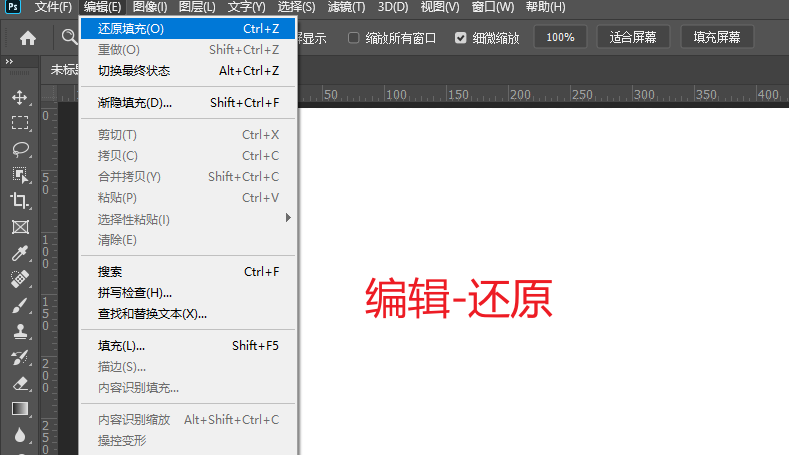 Ps 文件(F) 编辑(E) 图像(I) 图层(L) 文字(Y) 选择(S) 滤镜(T) 3D(D) 视图(V) 窗口(W) 帮助(H)
屏显示 缩放所有窗口 细微缩放 100% 适合屏幕 填充屏幕
未标题
50 100 150 200 250 300 350 400
0
50
100
150
200
250
还原填充(O) Ctrl+Z
重做(O) Shift+Ctrl+Z
切换最终状态 Alt+Ctrl+Z
渐隐填充(D)... Shift+Ctrl+F
剪切(T) Ctrl+X
拷贝(C) Ctrl+C
合并拷贝(Y) Shift+Ctrl+C
粘贴(P) Ctrl+V
选择性粘贴(I)
清除(E)
搜索 Ctrl+F
拼写检查(H)...
查找和替换文本(X)...
填充(L)... Shift+F5
描边(S)...
内容识别填充...
内容识别缩放 Alt+Shift+Ctrl+C
操控变形
编辑-还原